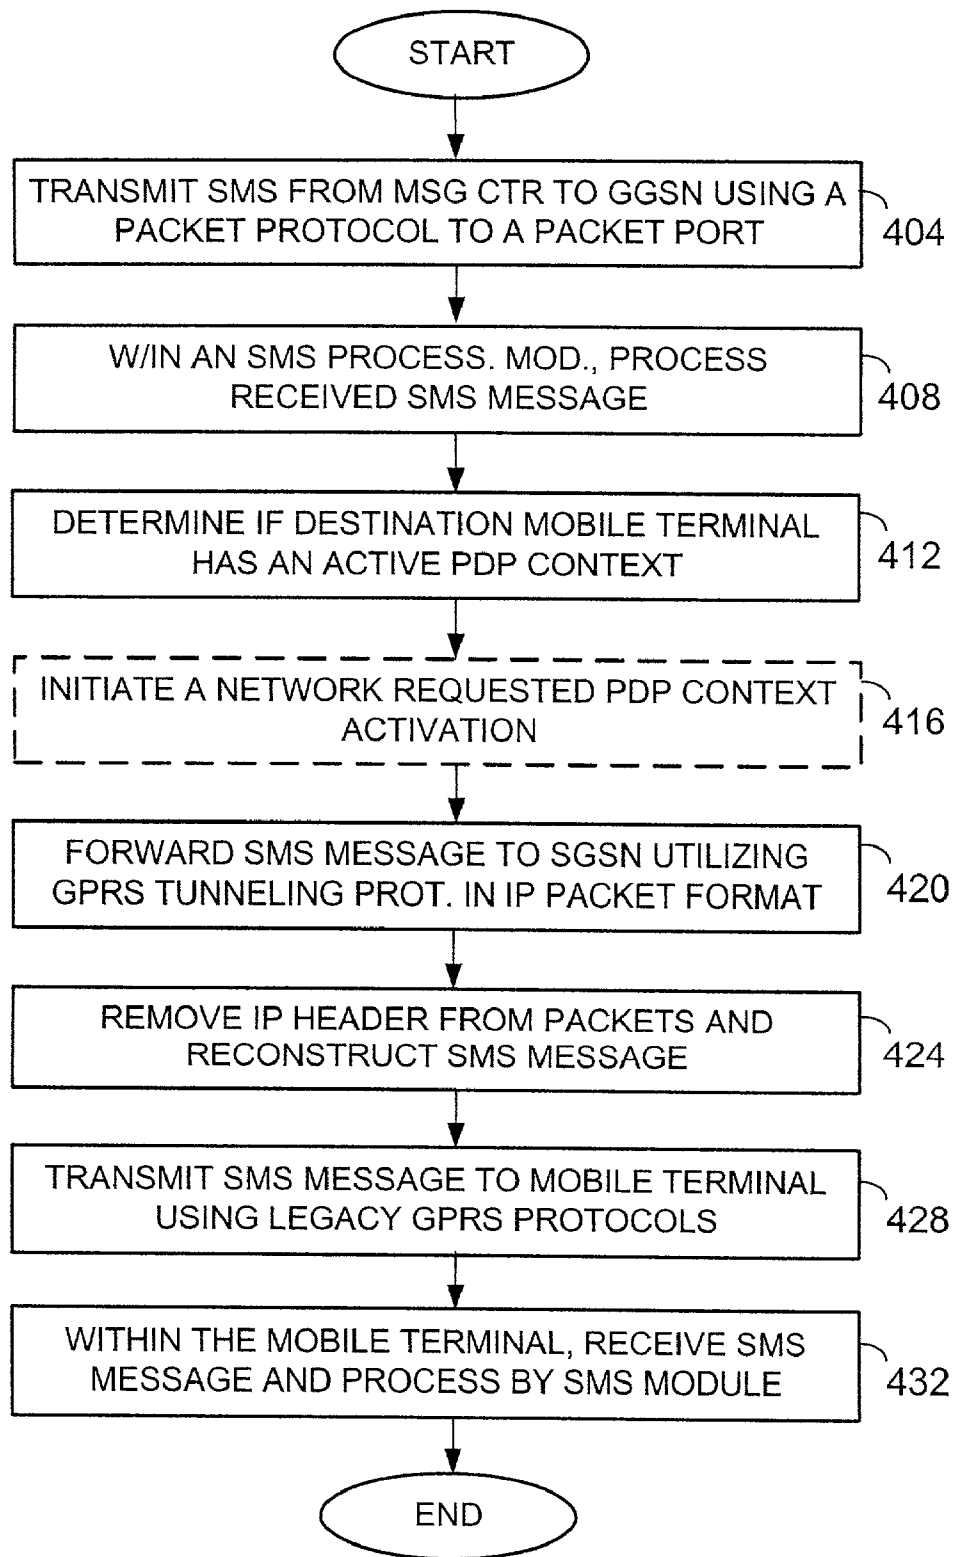 START
TRANSMIT SMS FROM MSG CTR TO GGSN USING A
PACKET PROTOCOL TO A PACKET PORT
404
W/IN AN SMS PROCESS. MOD., PROCESS
RECEIVED SMS MESSAGE
408
DETERMINE IF DESTINATION MOBILE TERMINAL
HAS AN ACTIVE PDP CONTEXT
412
INITIATE A NETWORK REQUESTED PDP CONTEXT
ACTIVATION
416
FORWARD SMS MESSAGE TO SGSN UTILIZING
GPRS TUNNELING PROT. IN IP PACKET FORMAT
420
REMOVE IP HEADER FROM PACKETS AND
RECONSTRUCT SMS MESSAGE
424
TRANSMIT SMS MESSAGE TO MOBILE TERMINAL
USING LEGACY GPRS PROTOCOLS
428
WITHIN THE MOBILE TERMINAL, RECEIVE SMS
MESSAGE AND PROCESS BY SMS MODULE
432
END